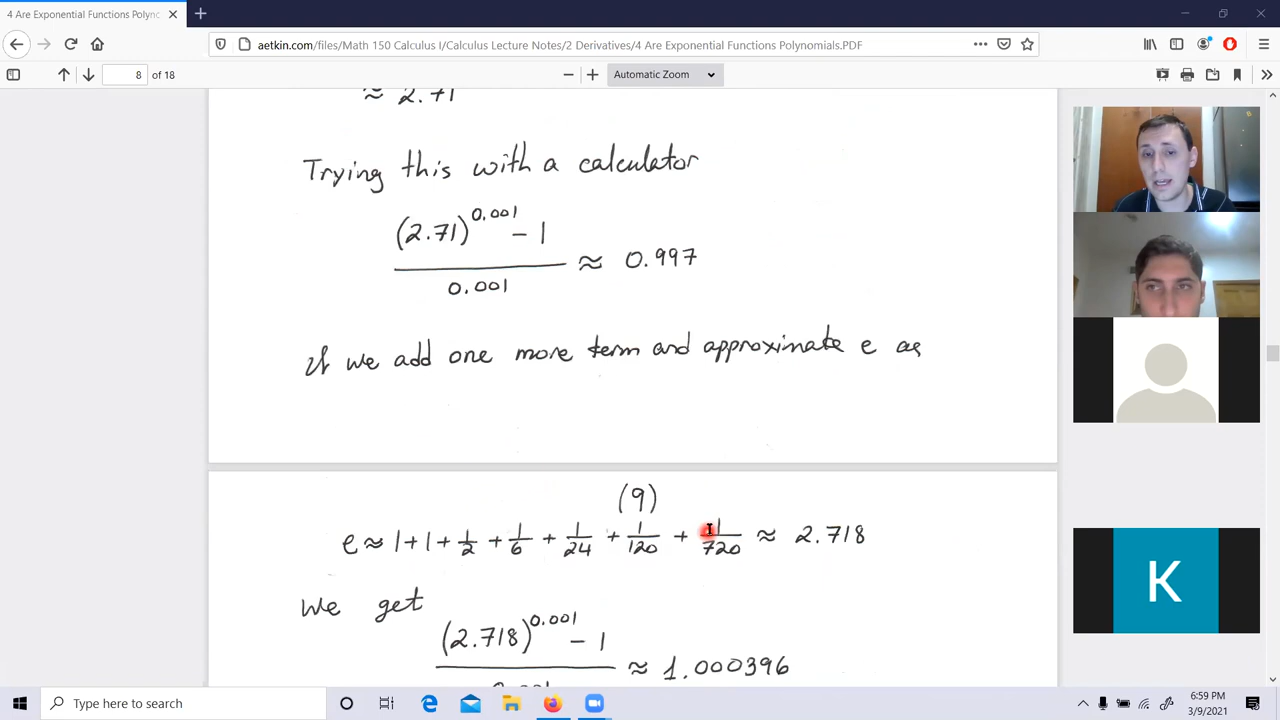 4 Are Exponential Functions Polync
aetkin.com/files/Math 150 Calculus I/Calculus Lecture Notes/2 Derivatives/4 Are Exponential Functions Polynomials.PDF
8 of 18
Automatic Zoom
≈ 2.71
Trying this with a calculator
(2.71)^0.001 - 1 / 0.001 ≈ 0.997
If we add one more term and approximate e as
(9)
e ≈ 1 + 1 + 1/2 + 1/6 + 1/24 + 1/120 + 1/720 ≈ 2.718
We get
(2.718)^0.001 - 1 / 0.001 ≈ 1.000396
K
Type here to search
6:59 PM
3/9/2021